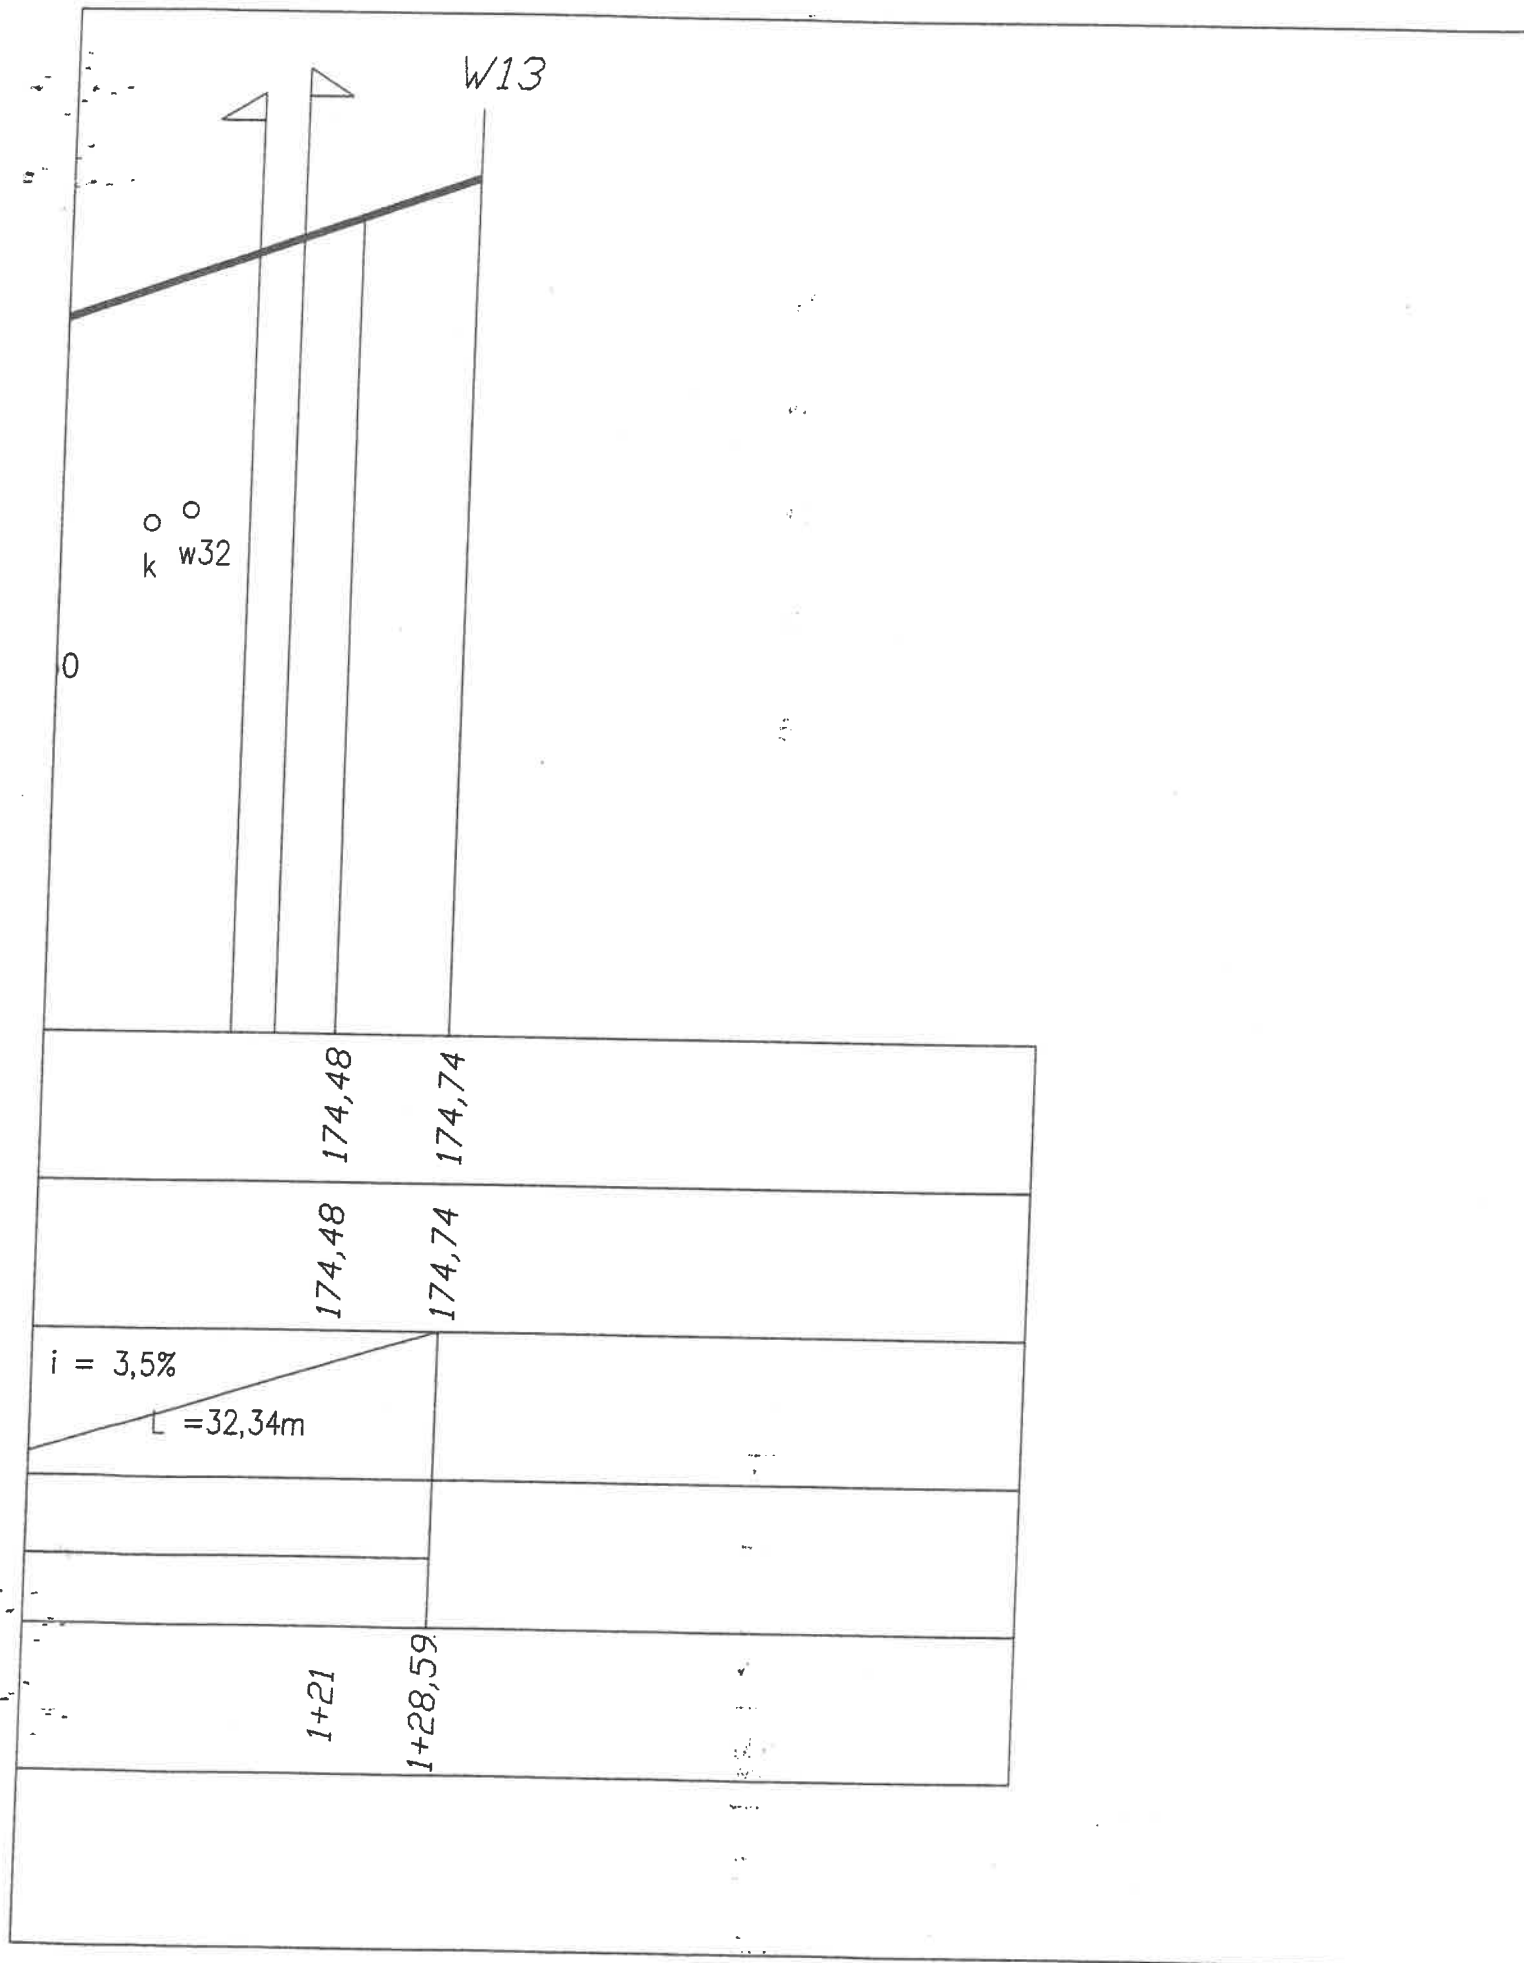 W13
k w32
0
174,48 174,74
174,48 174,74
i = 3,5%
L =32,34m
1+21 1+28,59